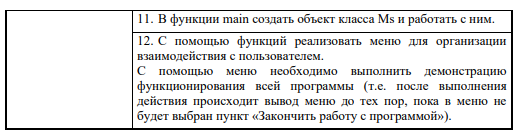 11. В функции main создать объект класса Ms и работать с ним.
12. С помощью функций реализовать меню для организации
взаимодействия с пользователем.
С помощью меню необходимо выполнить демонстрацию
функционирования всей программы (т.е. после выполнения
действия происходит вывод меню до тех пор, пока в меню не
будет выбран пункт «Закончить работу с программой»).